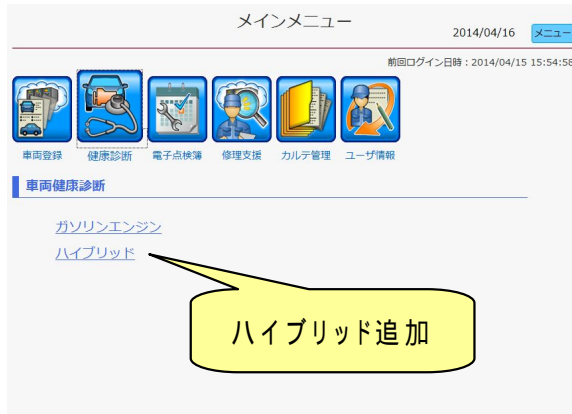 メインメニュー
2014/04/16 メニュー
前回ログイン日時：2014/04/15 15:54:58
車両登録 健康診断 電子点検簿 修理支援 カルテ管理 ユーザ情報
車両健康診断
ガソリンエンジン
ハイブリッド
ハイブリッド追加